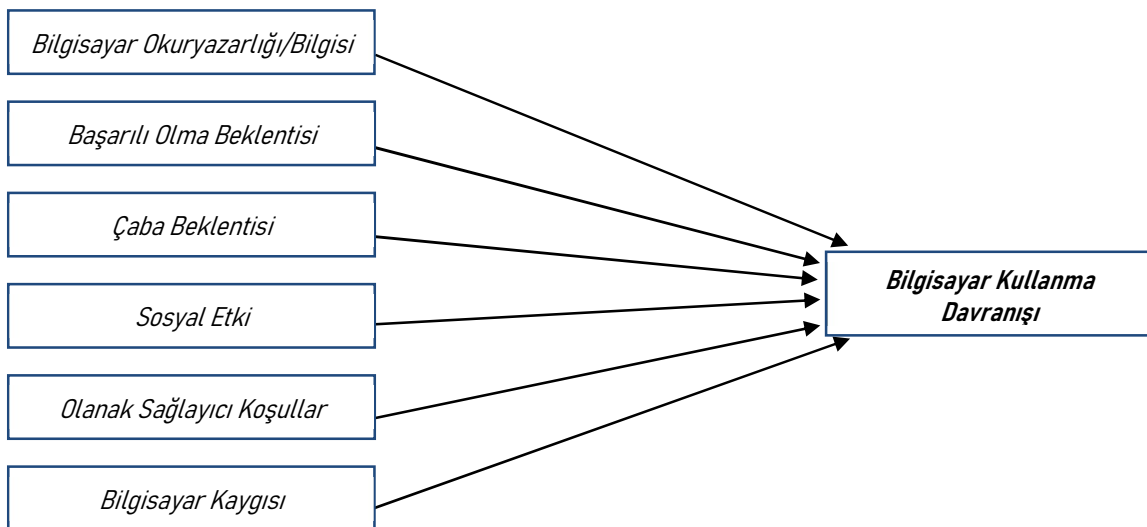 Bilgisayar Okuryazarlığı/Bilgisi
Başarılı Olma Beklentisi
Çaba Beklentisi
Sosyal Etki
Olanak Sağlayıcı Koşullar
Bilgisayar Kaygısı
Bilgisayar Kullanma
Davranışı